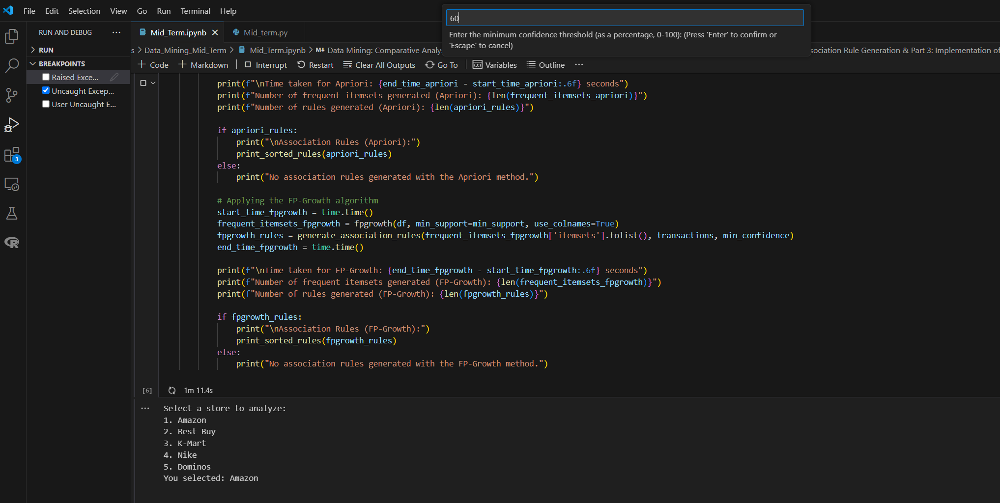 File Edit Selection View Go Run Terminal Help
60
Enter the minimum confidence threshold (as a percentage, 0-100): (Press 'Enter' to confirm or
'Escape' to cancel)
RUN AND DEBUG ···
Mid_Term.ipynb
Mid_term.py
RUN
s > Data_Mining_Mid_Term > Mid_Term.ipynb > M↓ Data Mining: Comparative Analy
sociation Rule Generation & Part 3: Implementation of
BREAKPOINTS
+ Code + Markdown | Interrupt Restart Clear All Outputs Go To | Variables Outline ···
Raised Exce...
Uncaught Excep...
User Uncaught E...
3
print(f"\nTime taken for Apriori: {end_time_apriori - start_time_apriori:.6f} seconds")
print(f"Number of frequent itemsets generated (Apriori): {len(frequent_itemsets_apriori)}")
print(f"Number of rules generated (Apriori): {len(apriori_rules)}")
if apriori_rules:
print("\nAssociation Rules (Apriori):")
print_sorted_rules(apriori_rules)
else:
print("No association rules generated with the Apriori method.")
# Applying the FP-Growth algorithm
start_time_fpgrowth = time.time()
frequent_itemsets_fpgrowth = fpgrowth(df, min_support=min_support, use_colnames=True)
fpgrowth_rules = generate_association_rules(frequent_itemsets_fpgrowth['itemsets'].tolist(), transactions, min_confidence)
end_time_fpgrowth = time.time()
print(f"\nTime taken for FP-Growth: {end_time_fpgrowth - start_time_fpgrowth:.6f} seconds")
print(f"Number of frequent itemsets generated (FP-Growth): {len(frequent_itemsets_fpgrowth)}")
print(f"Number of rules generated (FP-Growth): {len(fpgrowth_rules)}")
if fpgrowth_rules:
print("\nAssociation Rules (FP-Growth):")
print_sorted_rules(fpgrowth_rules)
else:
print("No association rules generated with the FP-Growth method.")
[6] 1m 11.4s
··· Select a store to analyze:
1. Amazon
2. Best Buy
3. K-Mart
4. Nike
5. Dominos
You selected: Amazon